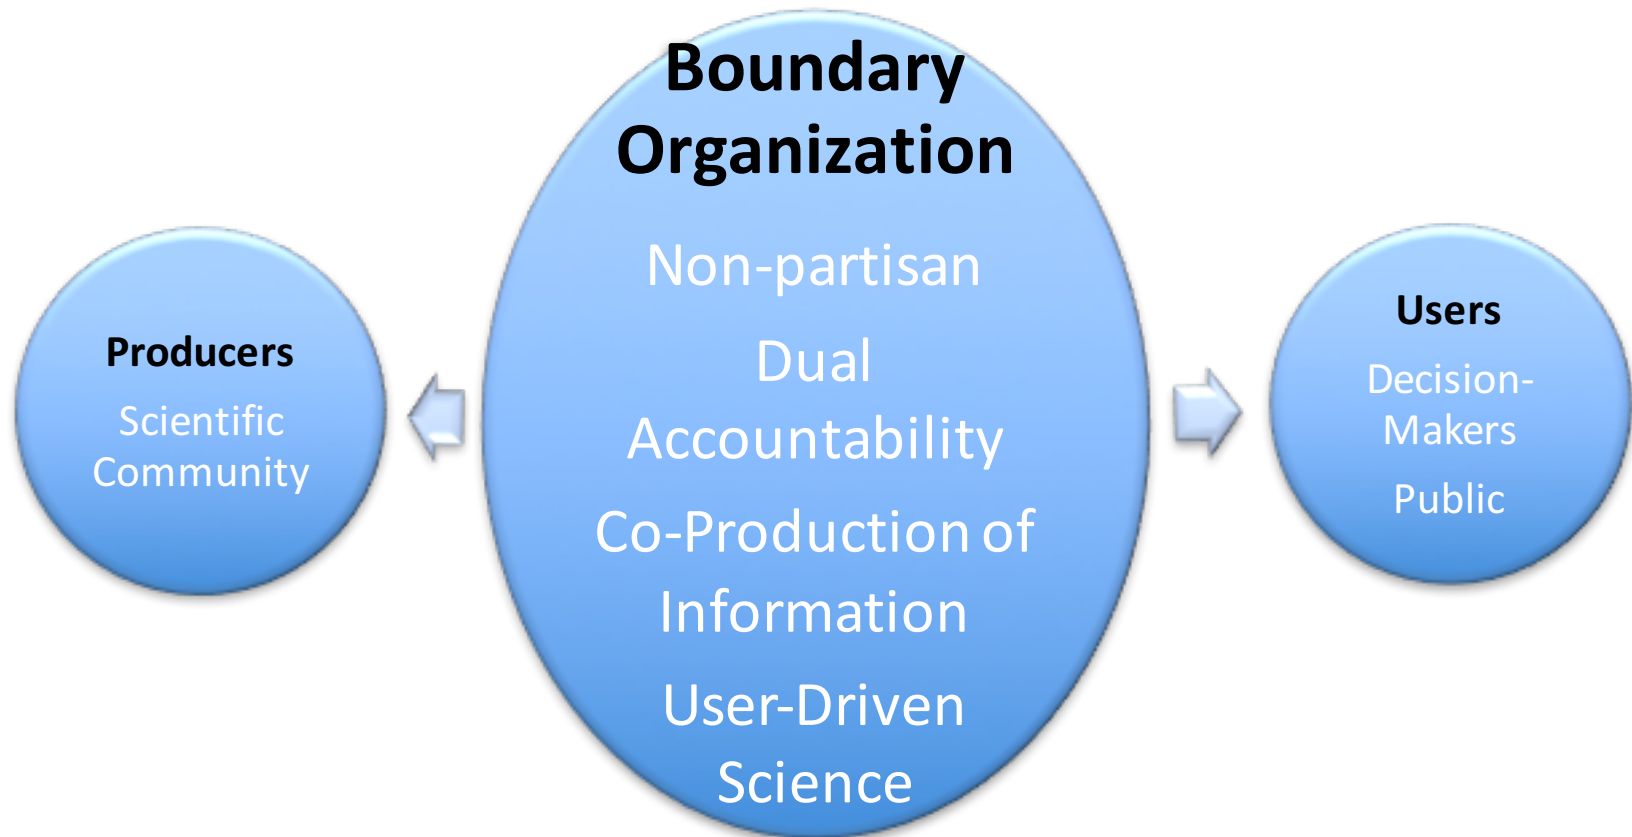 Boundary
Organization
Non-partisan
Dual
Accountability
Co-Production of
Information
User-Driven
Science
Producers
Scientific
Community
Users
Decision-
Makers
Public